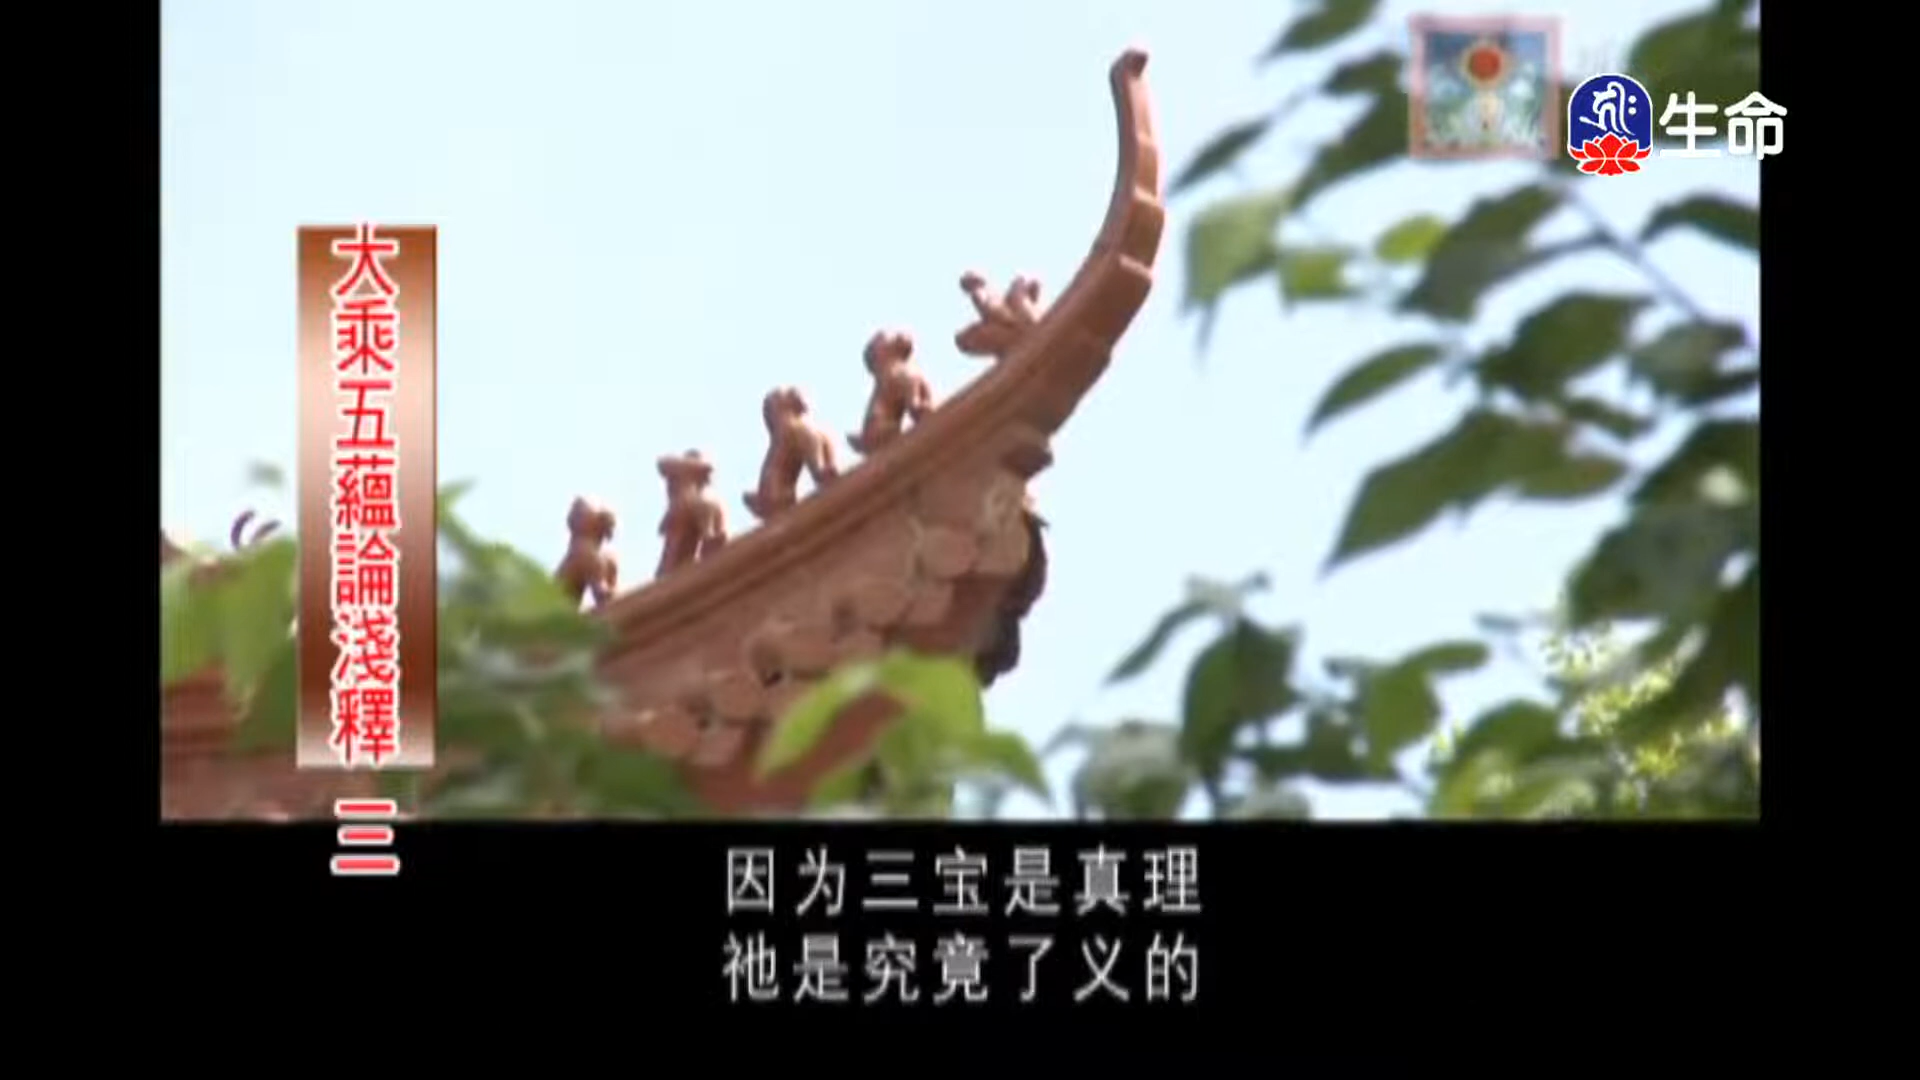 生命
大乘五蘊論淺釋 三
因为三宝是真理
祂是究竟了义的